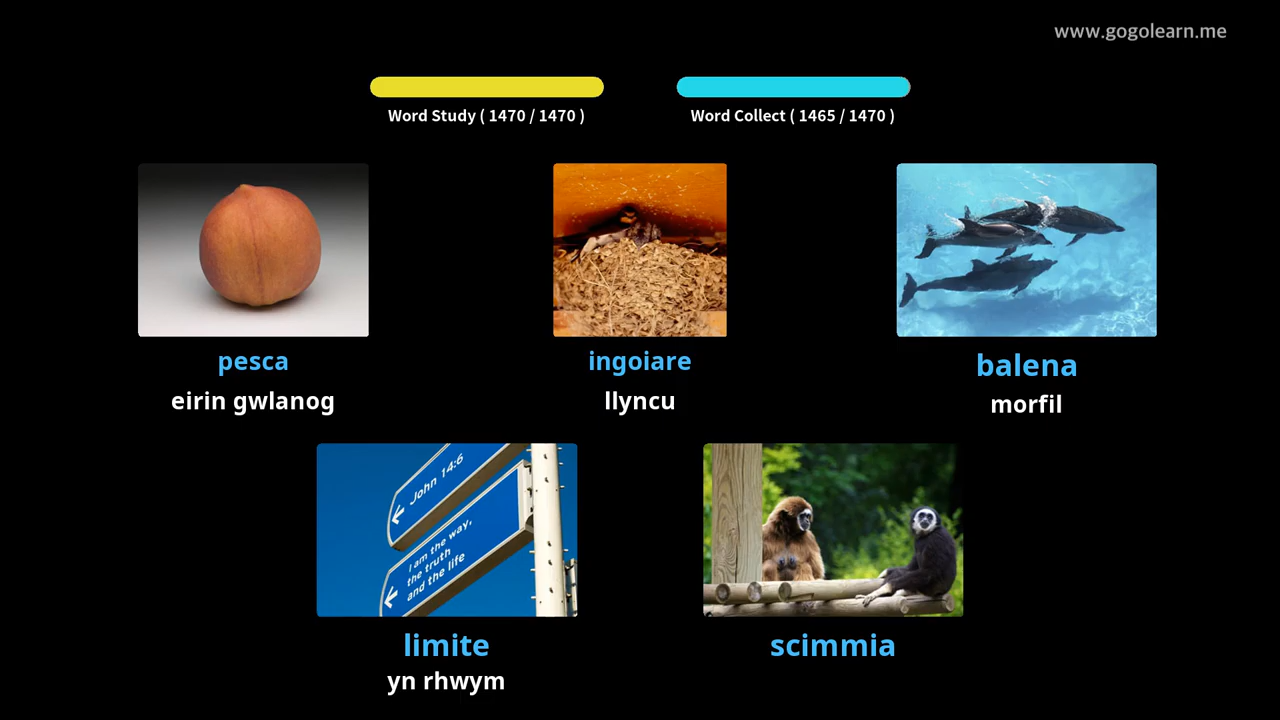 www.gogolearn.me
Word Study ( 1470 / 1470 )
Word Collect ( 1465 / 1470 )
pesca
eirin gwlanog
ingoiare
llyncu
balena
morfil
John 14:6
I am the way,
the truth
and the life
limite
yn rhwym
scimmia